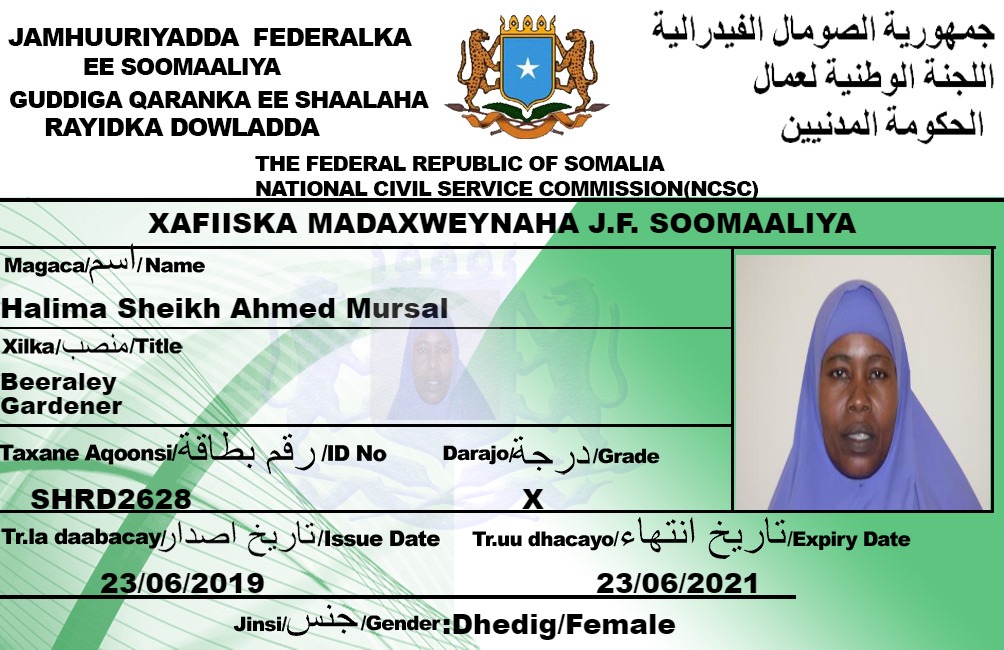 JAMHUURIYADDA FEDERALKA
EE SOOMAALIYA
GUDDIGA QARANKA EE SHAALAHA
RAYIDKA DOWLADDA
جمهورية الصومال الفيدرالية
اللجنة الوطنية لعمال
الحكومة المدنيين
THE FEDERAL REPUBLIC OF SOMALIA
NATIONAL CIVIL SERVICE COMMISSION(NCSC)
XAFIISKA MADAXWEYNAHA J.F. SOOMAALIYA
Magaca/اسم/Name
Halima Sheikh Ahmed Mursal
Xilka/منصب/Title
Beeraley
Gardener
Taxane Aqoonsi/رقم بطاقة/ID No
SHRD2628
Darajo/درجة/Grade
X
Tr.la daabacay/تاريخ اصدار/Issue Date
23/06/2019
Tr.uu dhacayo/تاريخ انتهاء/Expiry Date
23/06/2021
Jinsi/جنس/Gender:Dhedig/Female